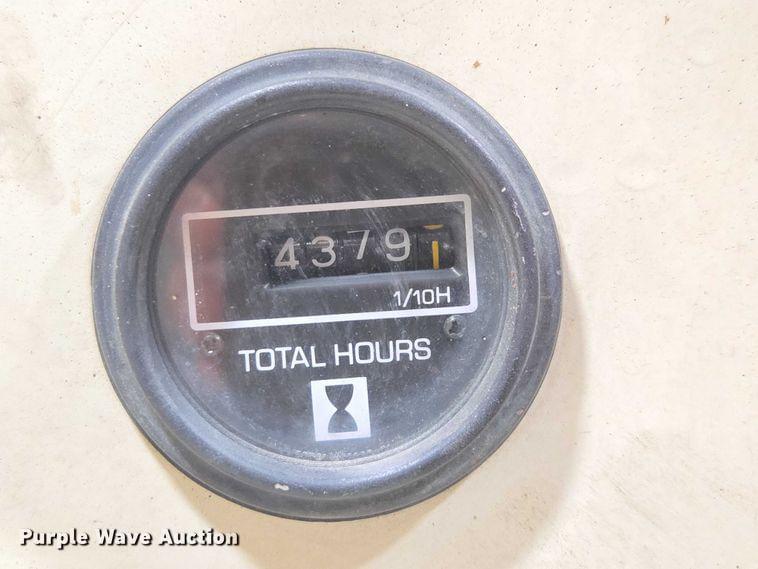 43791
1/10H
TOTAL HOURS
Purple Wave Auction